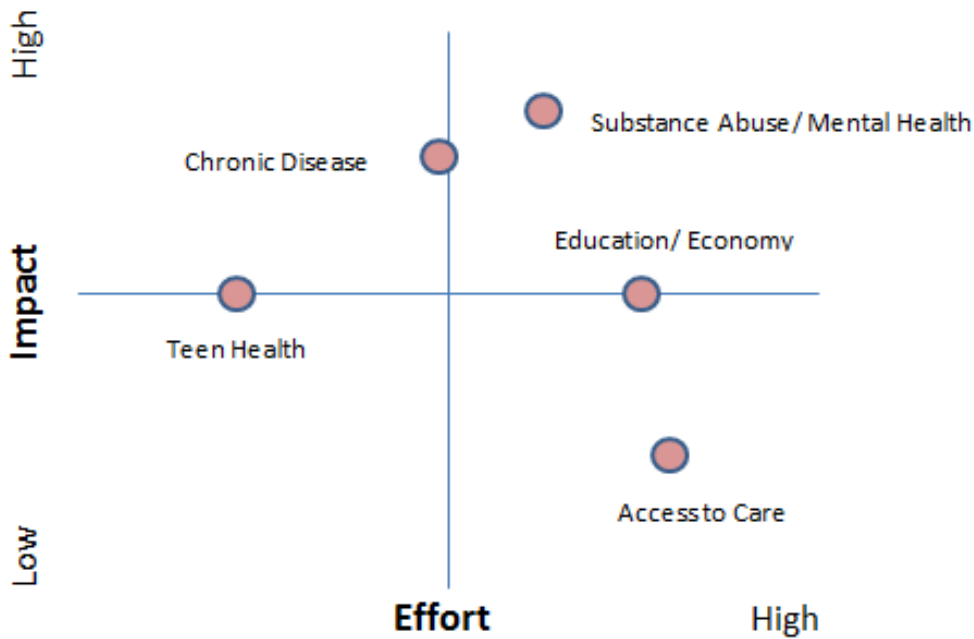 High
Substance Abuse/ Mental Health
Chronic Disease
Education/ Economy
Impact
Teen Health
Access to Care
Low
Effort
High